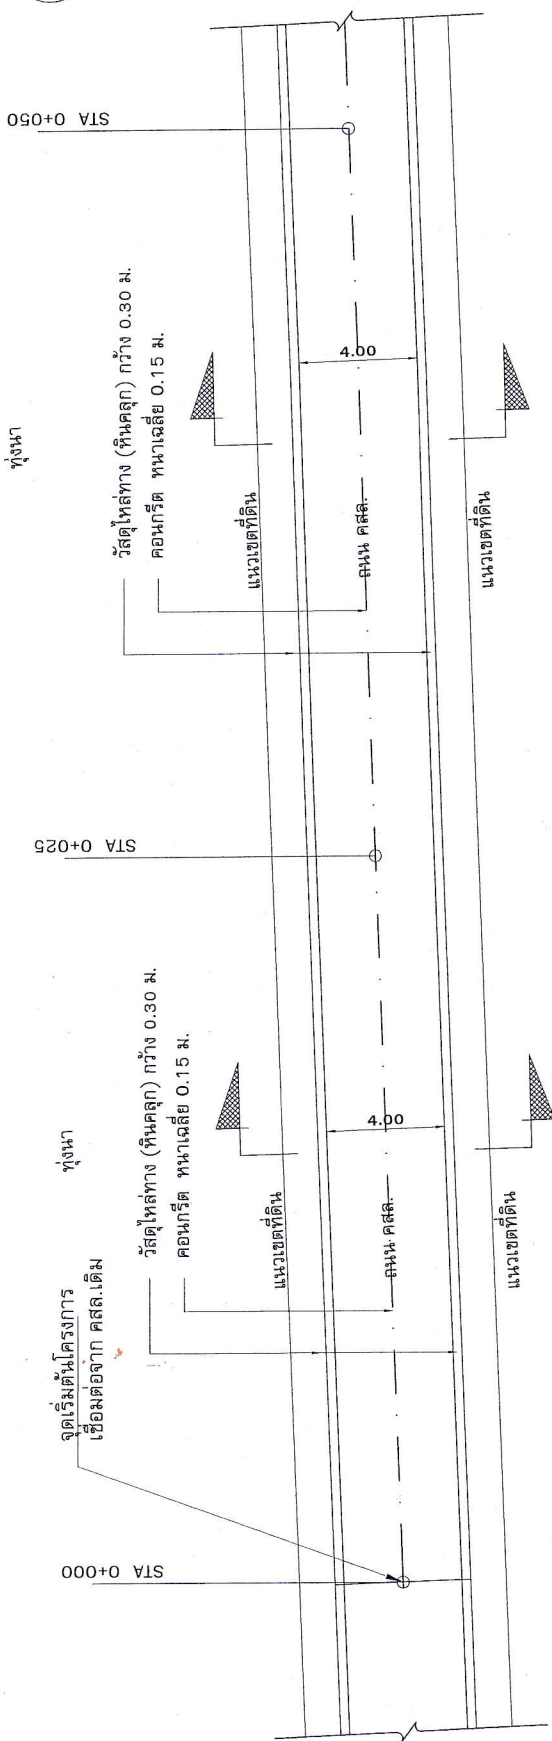 จุดเริ่มต้นโครงการ
เชื่อมต่อจาก คสล.เดิม
ทุ่งนา
ทุ่งนา
STA 0+000
STA 0+025
STA 0+050
วัสดุไหล่ทาง (หินคลุก) กว้าง 0.30 ม.
คอนกรีต หนาเฉลี่ย 0.15 ม.
วัสดุไหล่ทาง (หินคลุก) กว้าง 0.30 ม.
คอนกรีต หนาเฉลี่ย 0.15 ม.
แนวเขตที่ดิน
แนวเขตที่ดิน
4.00
4.00
ถนน คสล.
ถนน คสล.
แนวเขตที่ดิน
แนวเขตที่ดิน